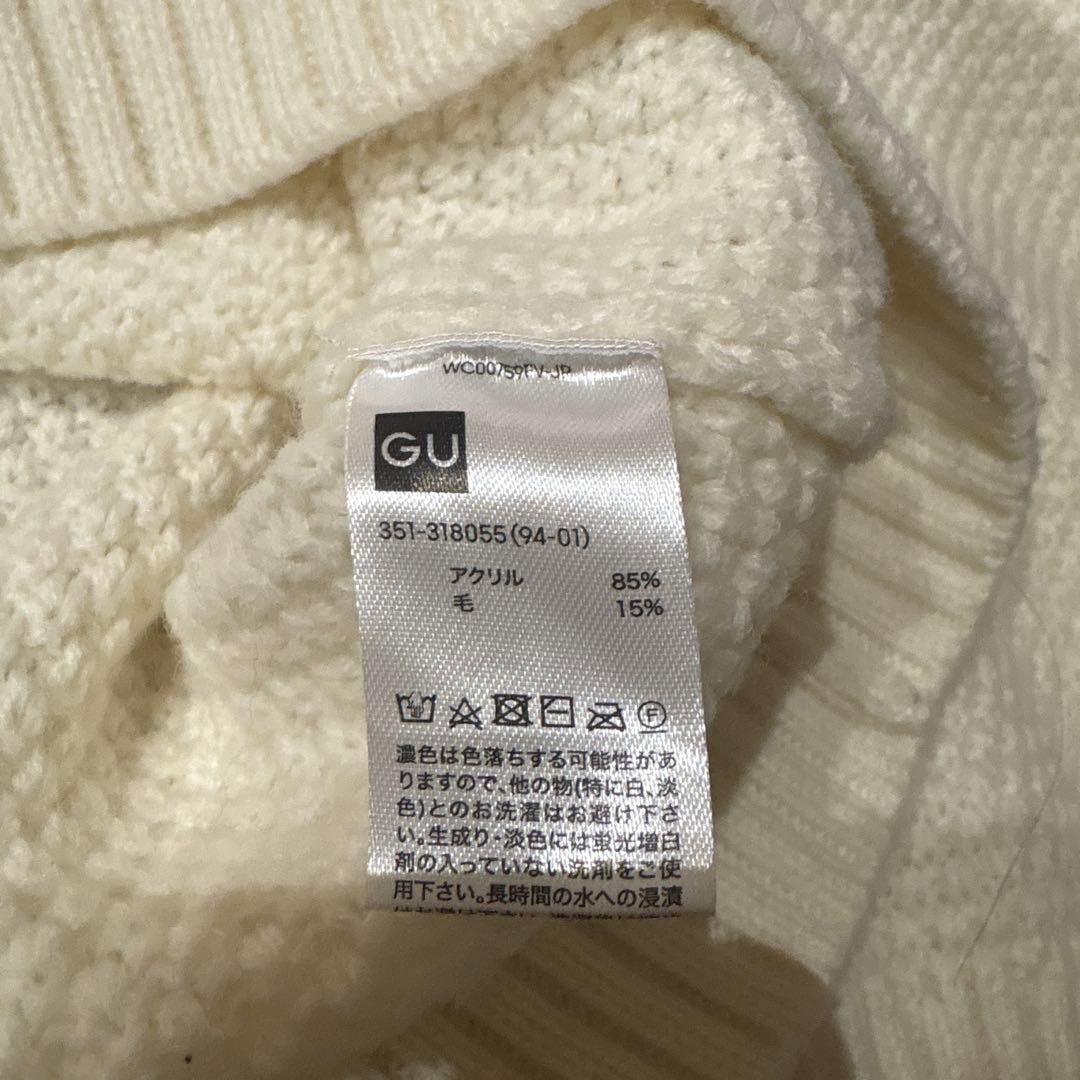 WC00759FV-JP
GU
351-318055(94-01)
アクリル 85%
毛 15%
F
濃色は色落ちする可能性があ
りますので、他の物(特に白、淡
色)とのお洗濯はお避け下さ
い。生成り・淡色には蛍光増白
剤の入っていない洗剤をご使
用下さい。長時間の水への浸漬